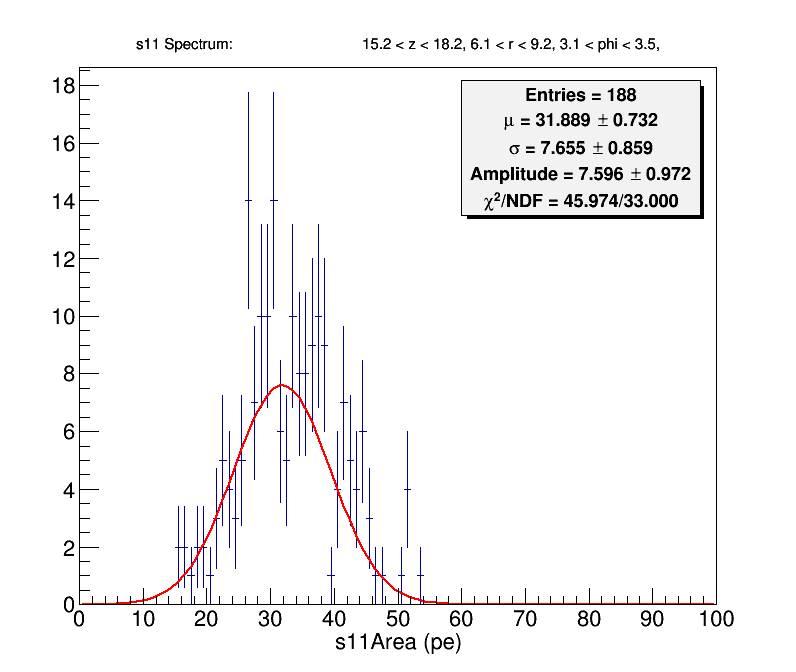 s11 Spectrum: 15.2 < z < 18.2, 6.1 < r < 9.2, 3.1 < phi < 3.5,
Entries = 188
μ = 31.889 ± 0.732
σ = 7.655 ± 0.859
Amplitude = 7.596 ± 0.972
χ²/NDF = 45.974/33.000
18
16
14
12
10
8
6
4
2
0
0 10 20 30 40 50 60 70 80 90 100
s11Area (pe)